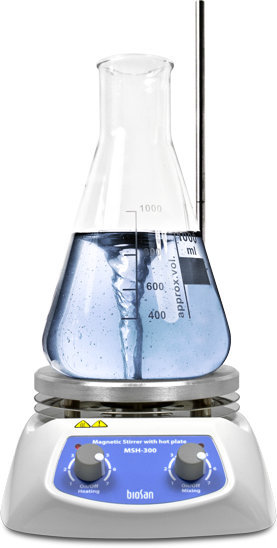 1000
1000
ml
800
600
approx.vol.
400
Magnetic Stirrer with hot plate
MSH-300
On/Off
Heating
biosan
On/Off
Mixing